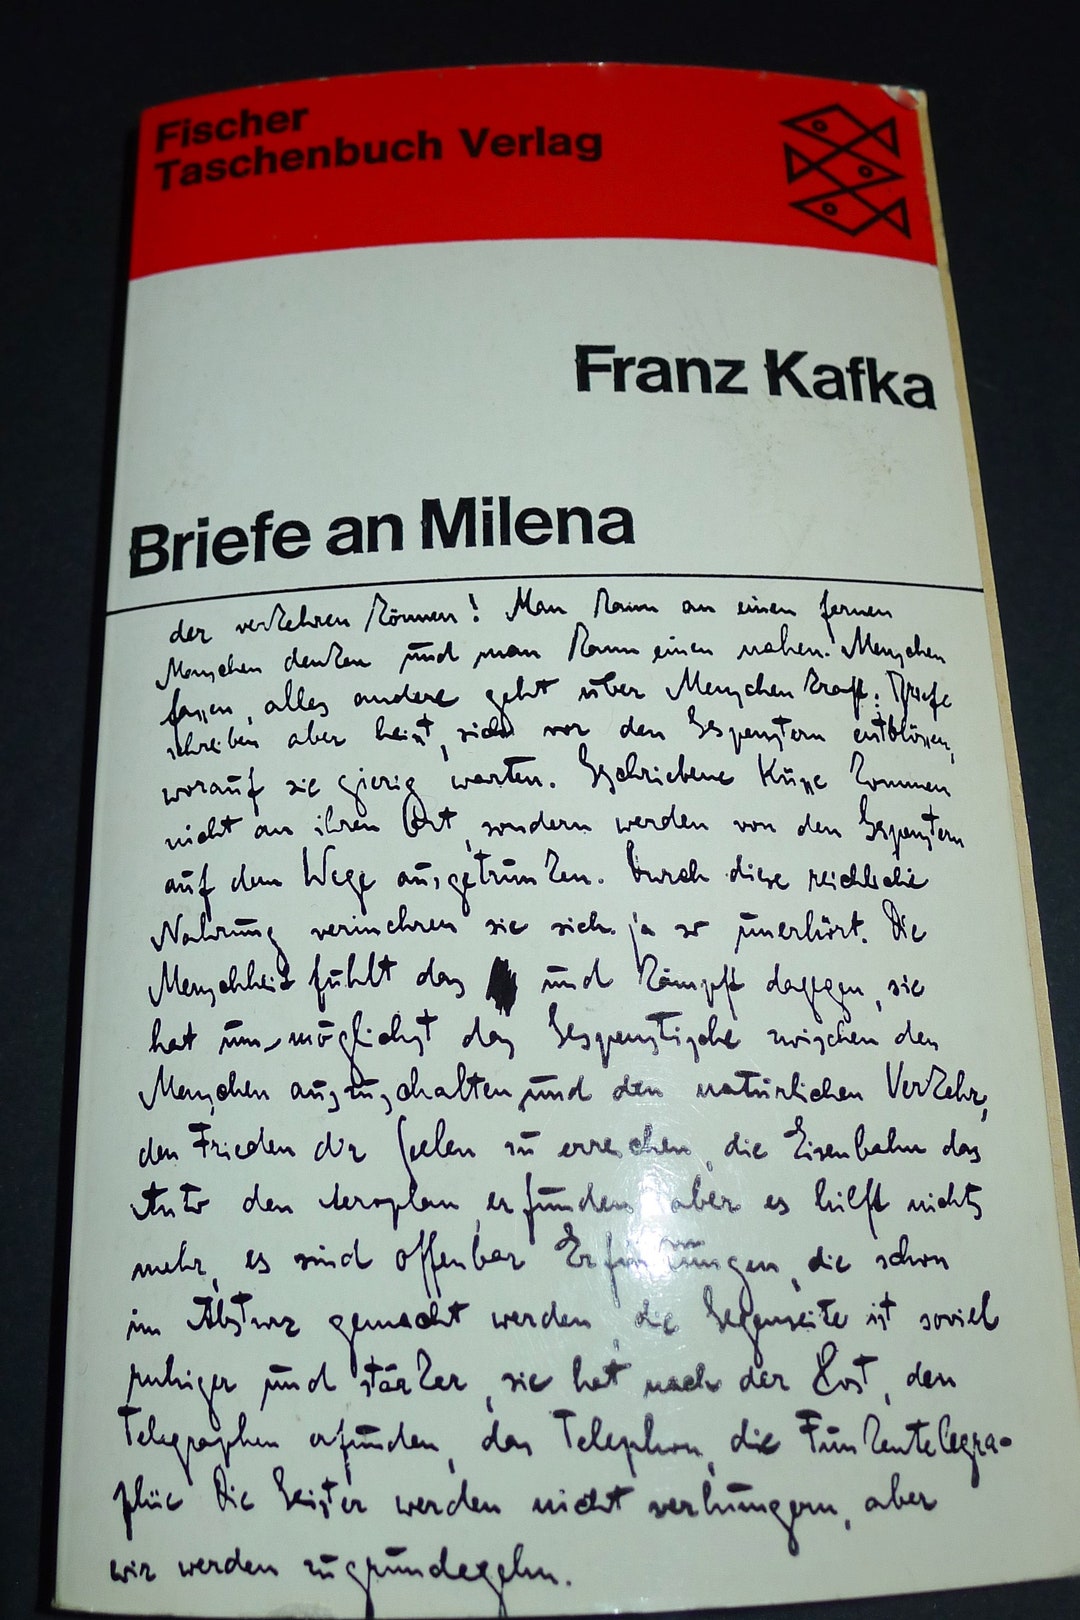 Fischer
Taschenbuch Verlag
Franz Kafka
Briefe an Milena
der verkehren können! Man kann an einen fernen
Menschen denken und man kann einen nahen Menschen
fassen, alles andere geht über Menschenkraft. Briefe
schreiben aber heißt, sich vor den Gespenstern entblössen,
worauf sie gierig warten. Geschriebene Küsse kommen
nicht an ihren Ort, sondern werden von den Gespenstern
auf dem Wege ausgetrunken. Durch diese reichliche
Nahrung vermehren sie sich ja so unerhört. Die
Menschheit fühlt das und kämpft dagegen, sie
hat um möglichst das Gespenstische zwischen den
Menschen auszuschalten und den natürlichen Verkehr,
den Frieden der Seelen zu erreichen, die Eisenbahn das
Auto den Aeroplan erfunden aber es hilft nichts
mehr, es sind offenbar Erfindungen, die schon
im Absturz gemacht werden, die Gegenseite ist soviel
ruhiger und stärker, sie hat nach der Post, den
Telegraphen erfunden, das Telephon, die Funkentelegra-
phie Die Geister werden nicht verhungern, aber
wir werden zugrundegehn.